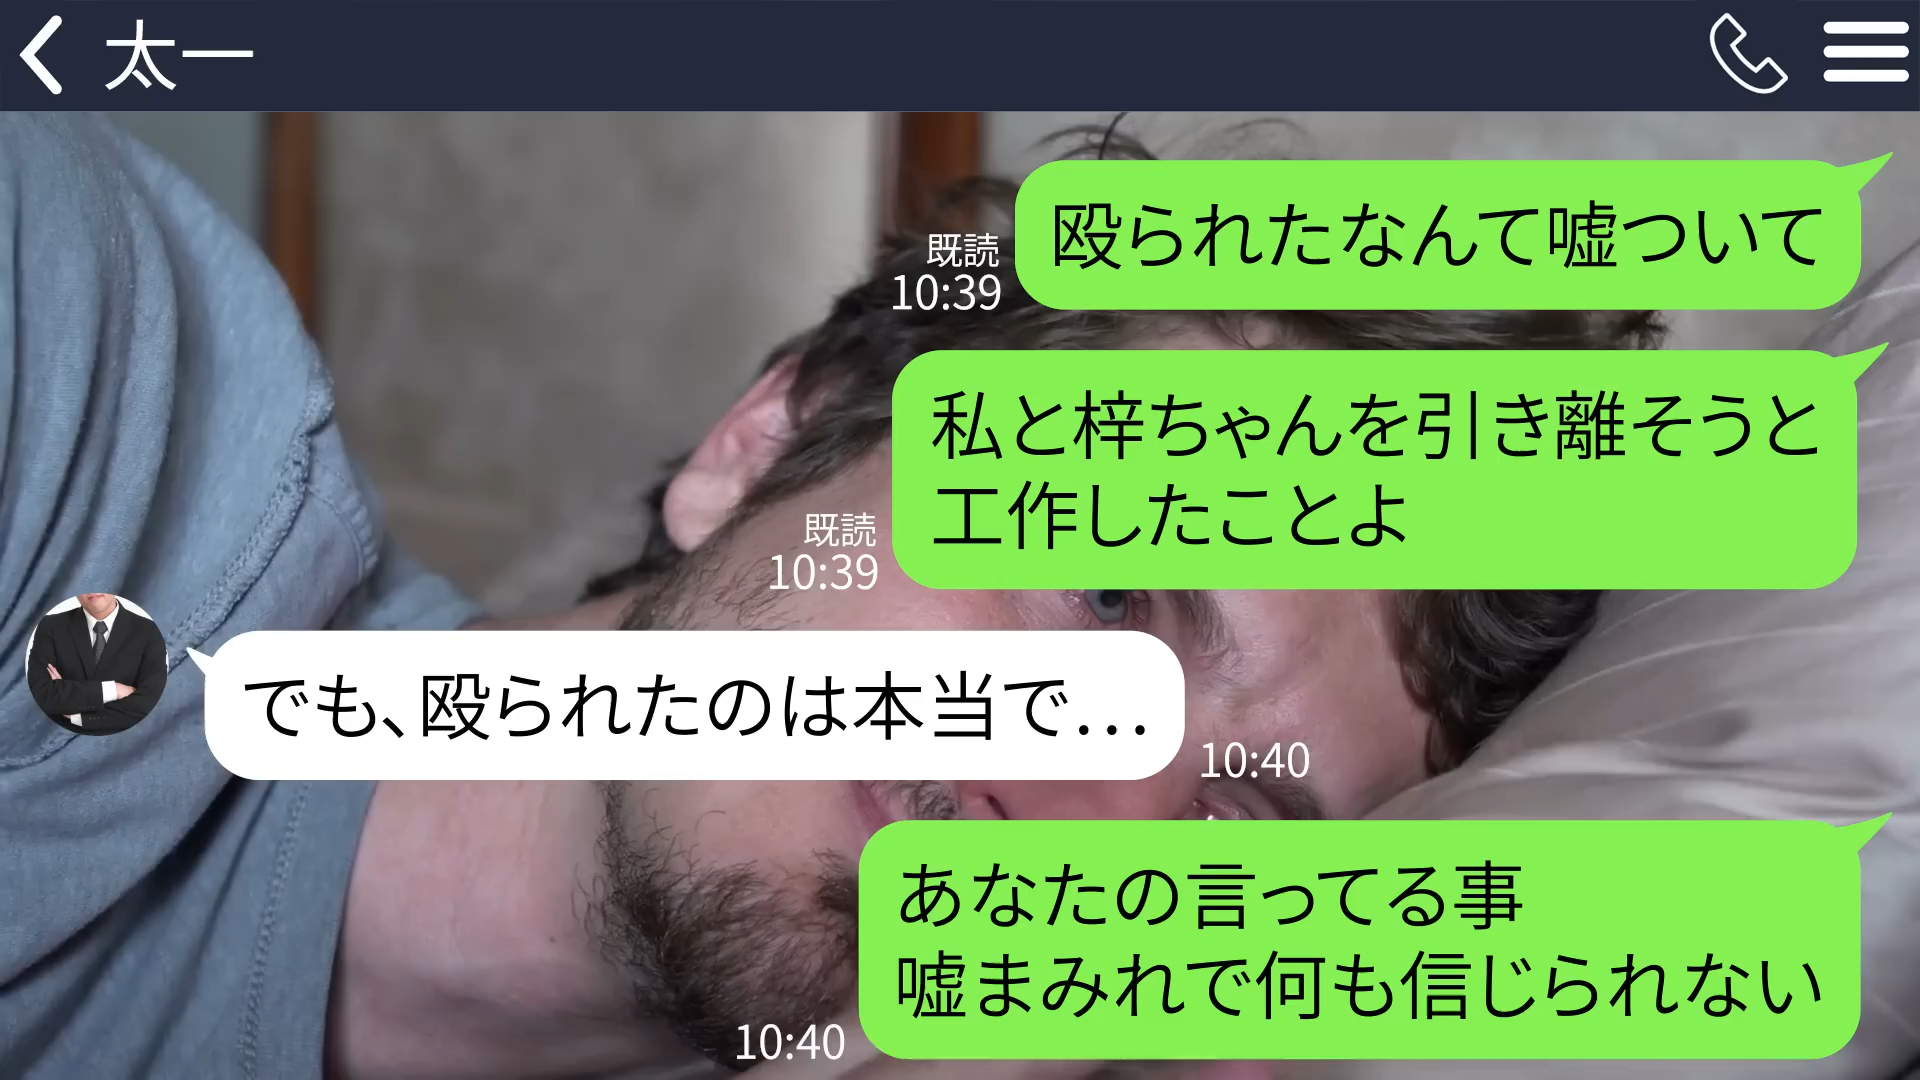 太一
殴られたなんて嘘ついて
既読
10:39
私と梓ちゃんを引き離そうと
工作したことよ
既読
10:39
でも、殴られたのは本当で…
10:40
あなたの言ってる事
嘘まみれで何も信じられない
10:40